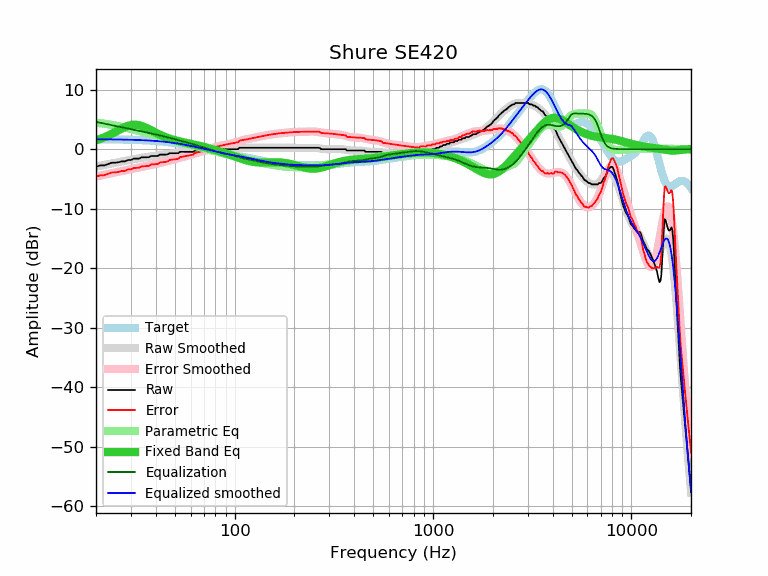 Shure SE420
10
0
−10
−20
−30
−40
−50
−60
Amplitude (dBr)
Target
Raw Smoothed
Error Smoothed
Raw
Error
Parametric Eq
Fixed Band Eq
Equalization
Equalized smoothed
100 1000 10000
Frequency (Hz)